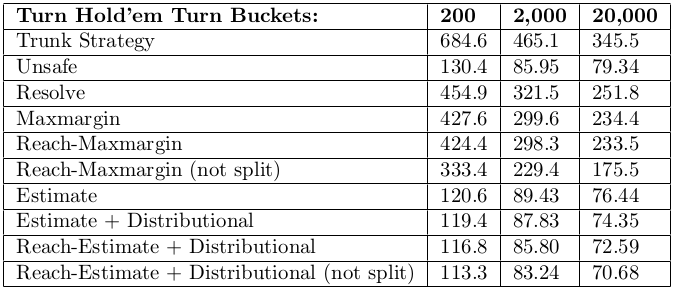 Turn Hold'em Turn Buckets: 200 2,000 20,000
Trunk Strategy 684.6 465.1 345.5
Unsafe 130.4 85.95 79.34
Resolve 454.9 321.5 251.8
Maxmargin 427.6 299.6 234.4
Reach-Maxmargin 424.4 298.3 233.5
Reach-Maxmargin (not split) 333.4 229.4 175.5
Estimate 120.6 89.43 76.44
Estimate + Distributional 119.4 87.83 74.35
Reach-Estimate + Distributional 116.8 85.80 72.59
Reach-Estimate + Distributional (not split) 113.3 83.24 70.68